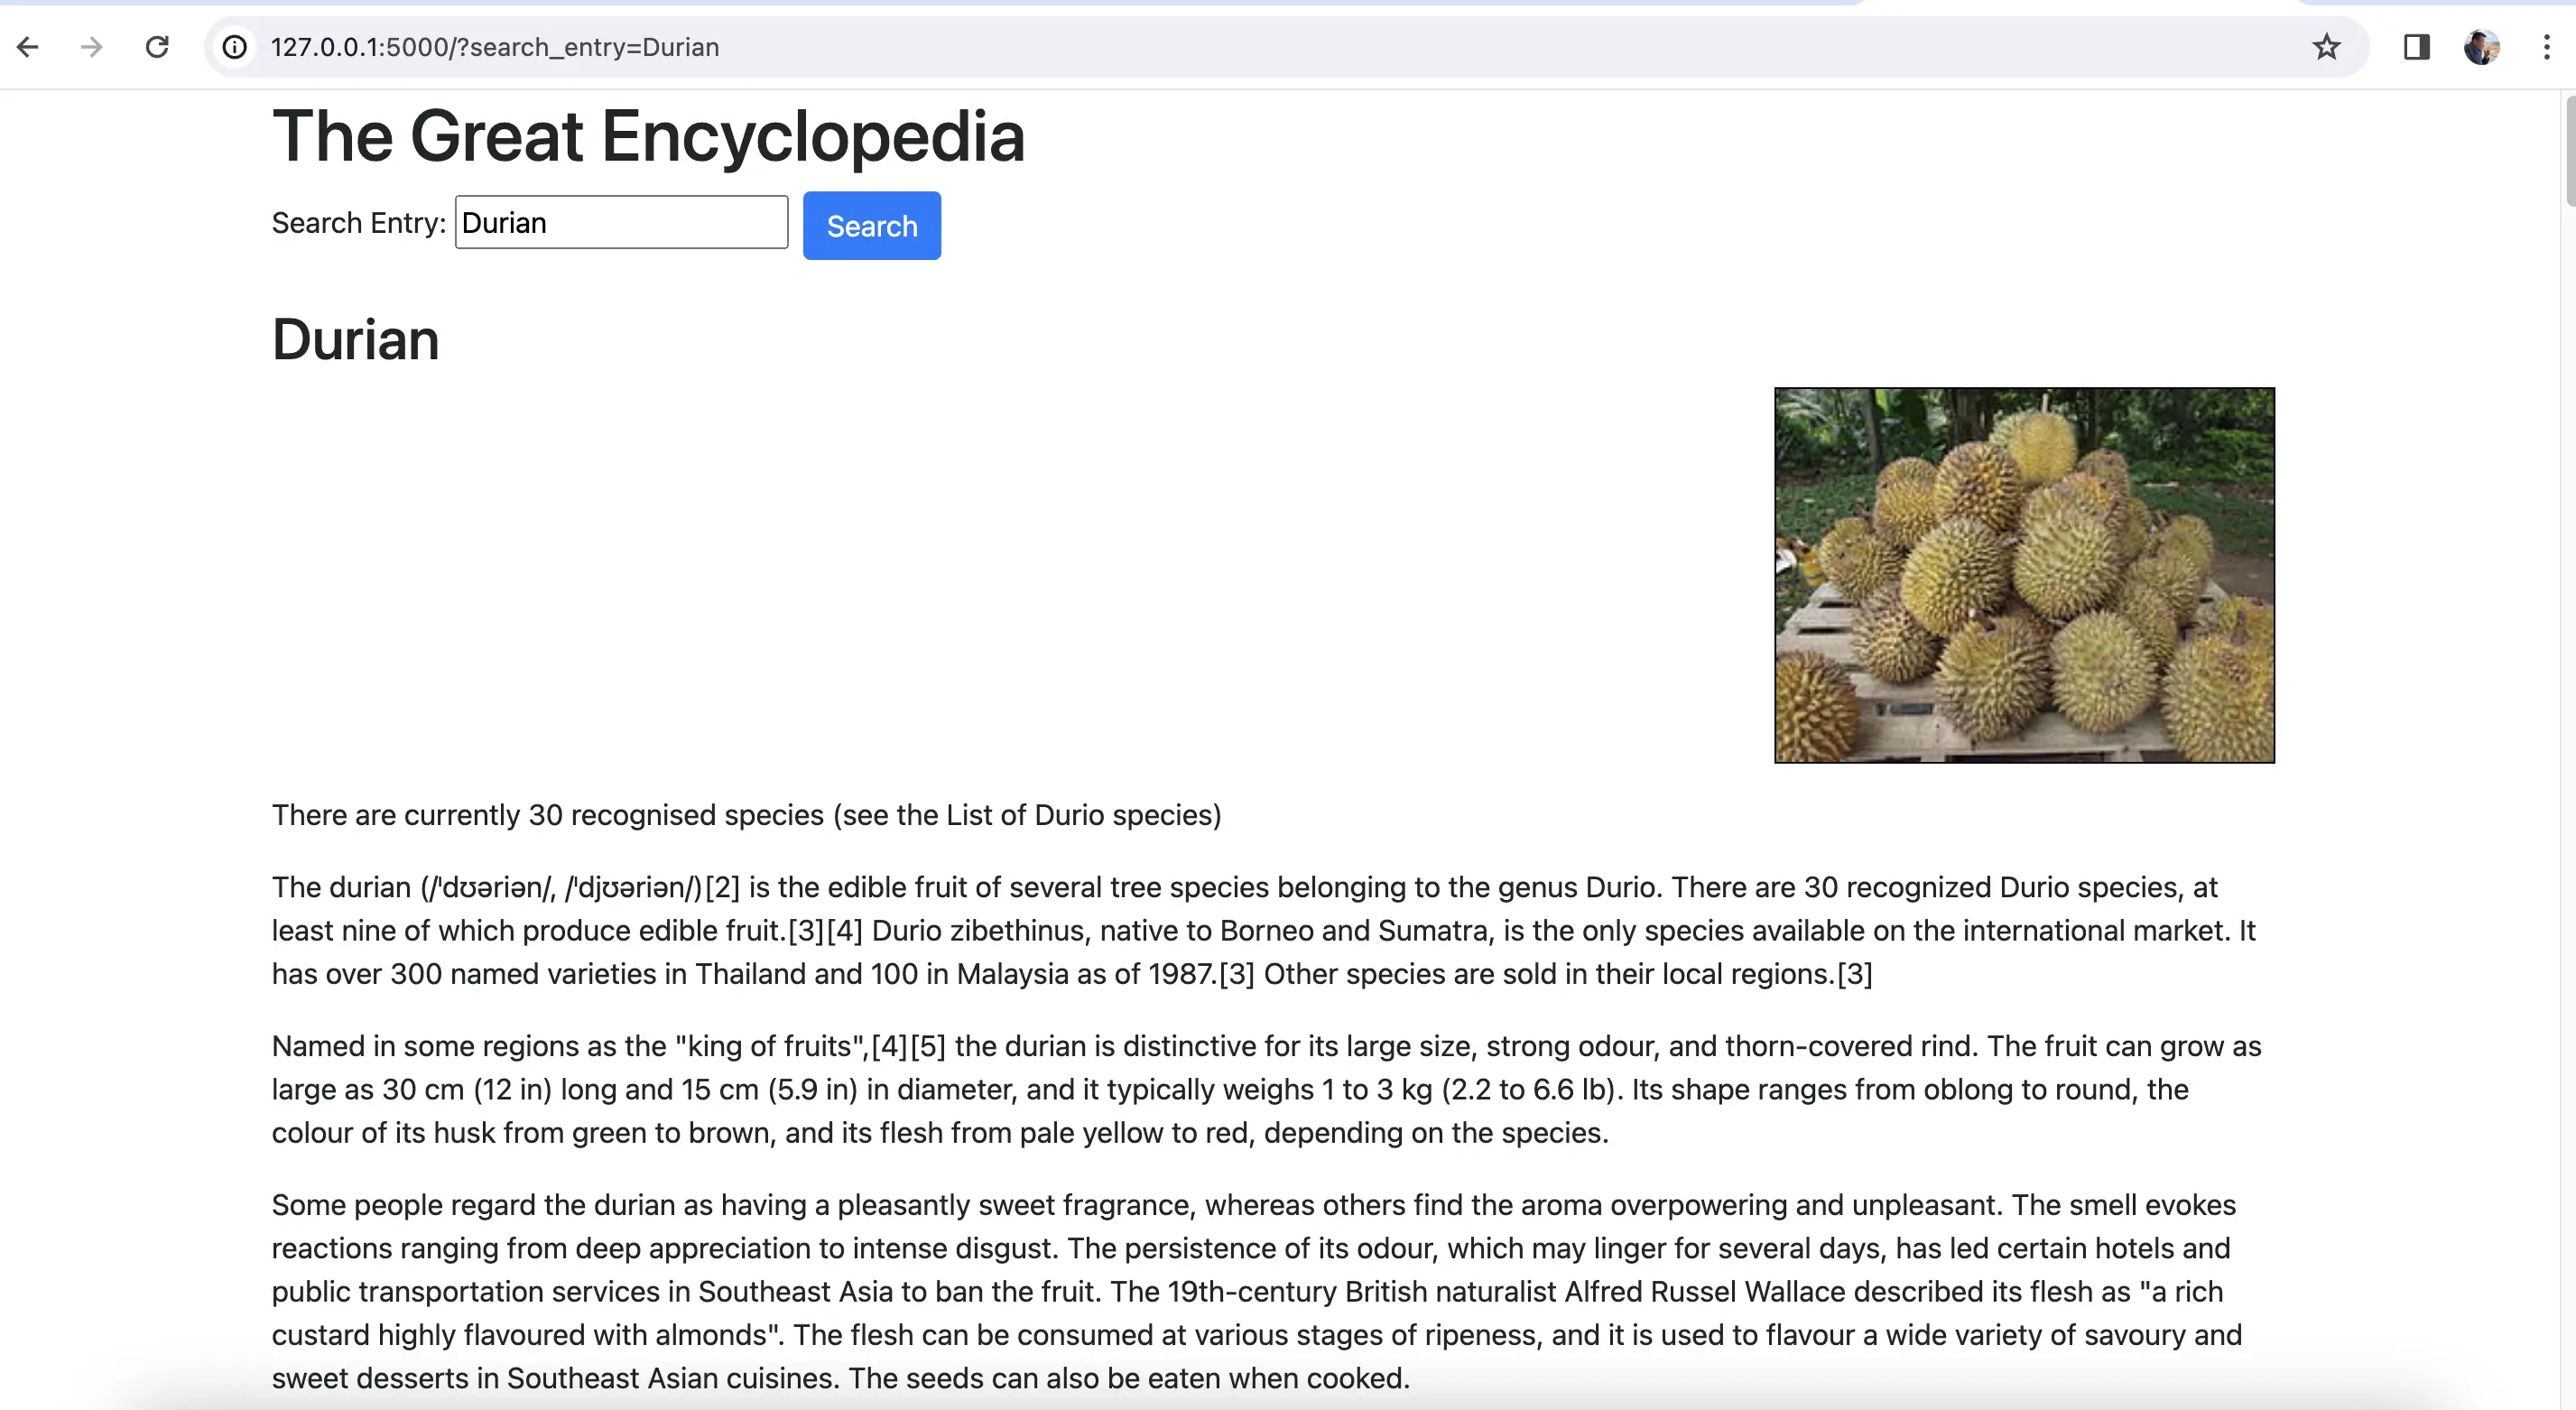 127.0.0.1:5000/?search_entry=Durian
The Great Encyclopedia
Search Entry: Durian Search
Durian
There are currently 30 recognised species (see the List of Durio species)
The durian (/ˈdʊəriən/, /ˈdjʊəriən/)[2] is the edible fruit of several tree species belonging to the genus Durio. There are 30 recognized Durio species, at
least nine of which produce edible fruit.[3][4] Durio zibethinus, native to Borneo and Sumatra, is the only species available on the international market. It
has over 300 named varieties in Thailand and 100 in Malaysia as of 1987.[3] Other species are sold in their local regions.[3]
Named in some regions as the "king of fruits",[4][5] the durian is distinctive for its large size, strong odour, and thorn-covered rind. The fruit can grow as
large as 30 cm (12 in) long and 15 cm (5.9 in) in diameter, and it typically weighs 1 to 3 kg (2.2 to 6.6 lb). Its shape ranges from oblong to round, the
colour of its husk from green to brown, and its flesh from pale yellow to red, depending on the species.
Some people regard the durian as having a pleasantly sweet fragrance, whereas others find the aroma overpowering and unpleasant. The smell evokes
reactions ranging from deep appreciation to intense disgust. The persistence of its odour, which may linger for several days, has led certain hotels and
public transportation services in Southeast Asia to ban the fruit. The 19th-century British naturalist Alfred Russel Wallace described its flesh as "a rich
custard highly flavoured with almonds". The flesh can be consumed at various stages of ripeness, and it is used to flavour a wide variety of savoury and
sweet desserts in Southeast Asian cuisines. The seeds can also be eaten when cooked.